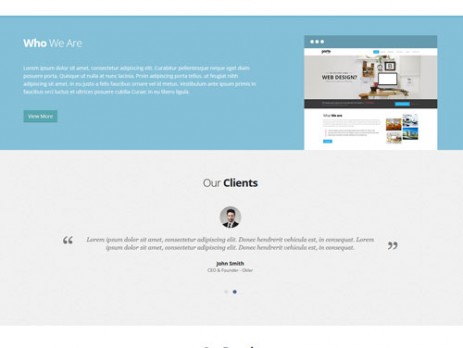 Who We Are
Lorem ipsum dolor sit amet, consectetur adipiscing elit. Curabitur pellentesque neque eget diam
posuere porta. Quisque ut nulla at nunc lacinia. Proin adipiscing porta tellus, ut feugiat nibh
adipiscing sit amet. In eu justo a felis faucibus ornare vel id metus. Vestibulum ante ipsum primis in
faucibus orci luctus et ultrices posuere cubilia Curae; In eu libero ligula.
View More
WEB DESIGN?
Who We are
Our Clients
“ Lorem ipsum dolor sit amet, consectetur adipiscing elit. Donec hendrerit vehicula est, in consequat. Lorem
ipsum dolor sit amet, consectetur adipiscing elit. Donec hendrerit vehicula est, in consequat. ”
John Smith
CEO & Founder -